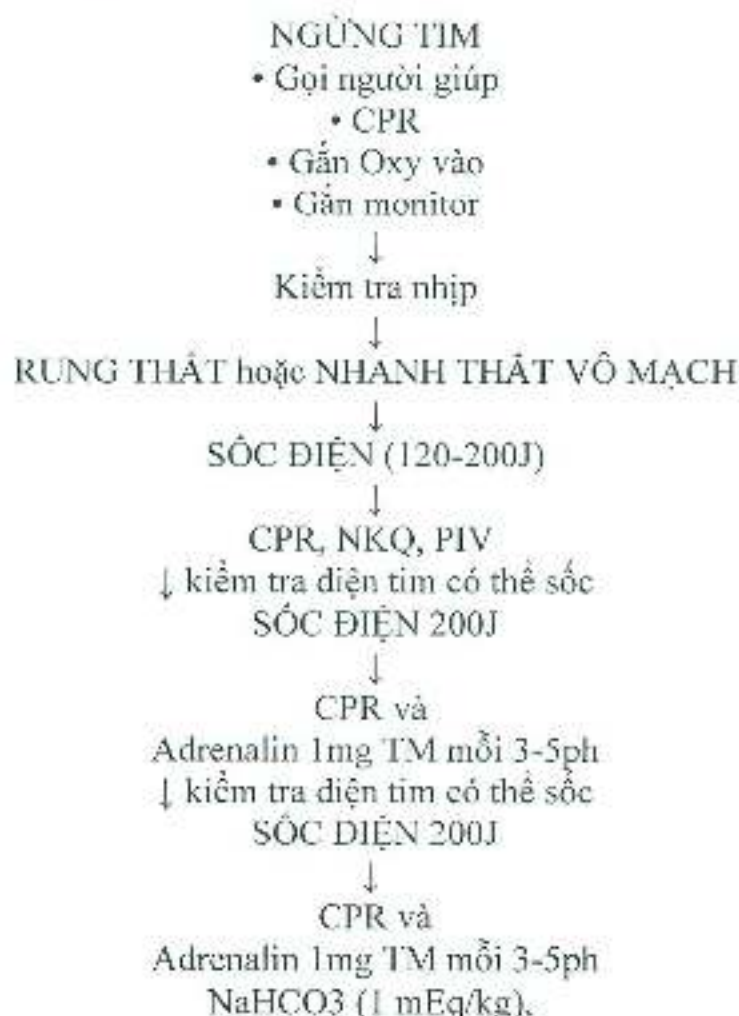 NGỪNG TIM
• Gọi người giúp
• CPR
• Gắn Oxy vào
• Gắn monitor
↓
Kiểm tra nhịp
↓
RUNG THẤT hoặc NHANH THẤT VÔ MẠCH
↓
SỐC ĐIỆN (120-200J)
↓
CPR, NKQ, PIV
↓ kiểm tra điện tim có thể sốc
SỐC ĐIỆN 200J
↓
CPR và
Adrenalin 1mg TM mỗi 3-5ph
↓ kiểm tra điện tim có thể sốc
SỐC ĐIỆN 200J
↓
CPR và
Adrenalin 1mg TM mỗi 3-5ph
NaHCO3 (1 mEq/kg),